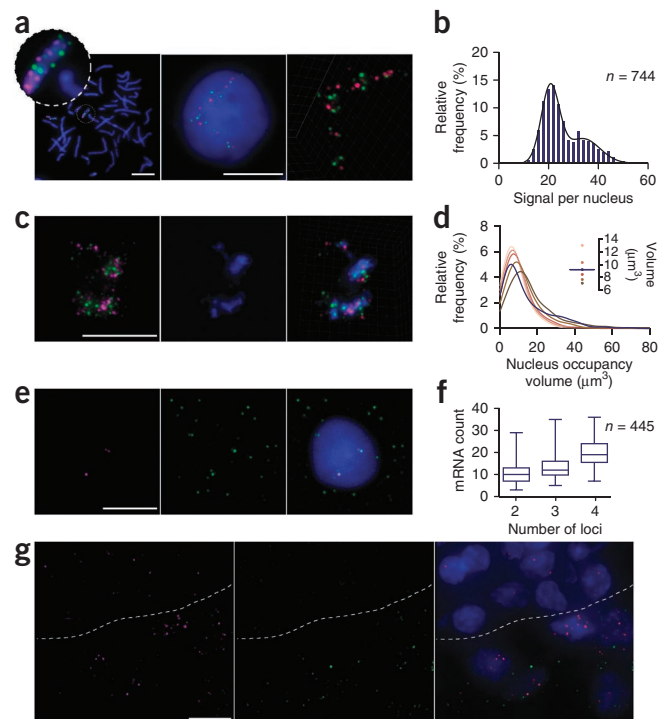 a
b
Relative
frequency (%)
20
15
10
5
0
n = 744
0 20 40 60
Signal per nucleus
c
d
Relative
frequency (%)
8
6
4
2
0
14
12
10
8
6
Volume
(μm³)
0 20 40 60 80
Nucleus occupancy
volume (μm³)
e
f
mRNA count
40
30
20
10
0
n = 445
2 3 4
Number of loci
g